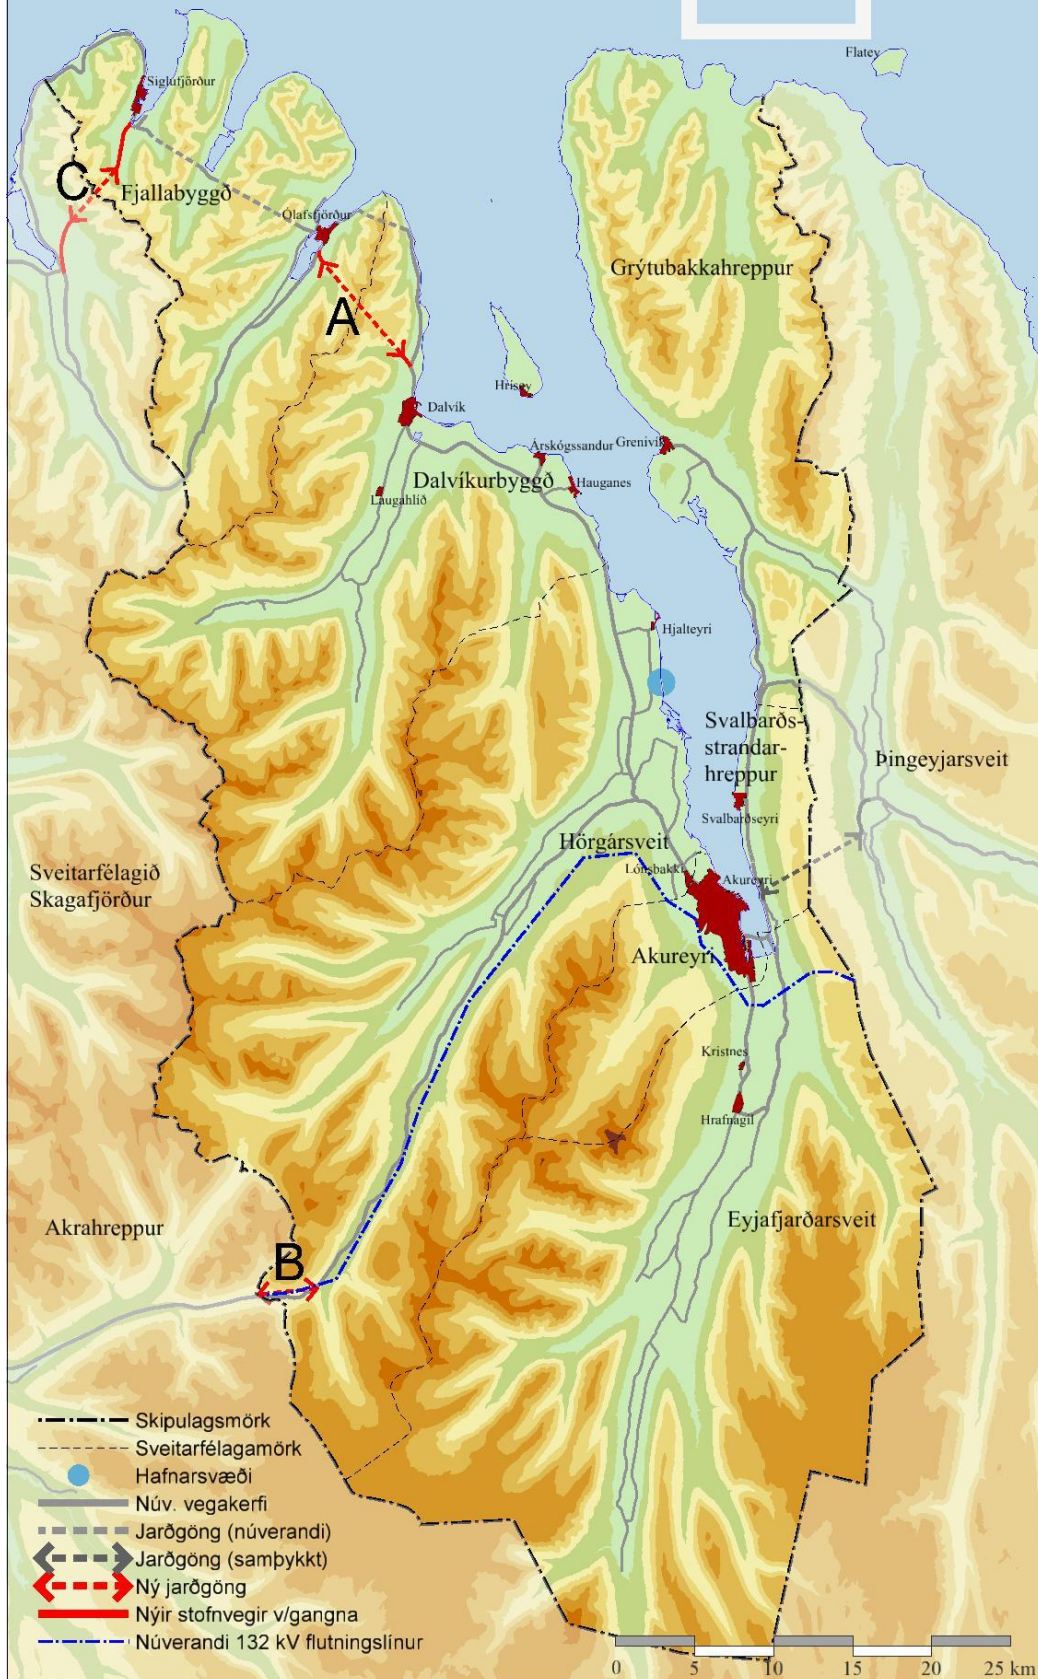 Flatey
Siglufjörður
C
Fjallabyggð
Ólafsfjörður
Grýtubakkahreppur
A
Hrísey
Dalvík
Árskógssandur
Grenivík
Dalvíkurbyggð
Hauganes
Laugahlíð
Hjalteyri
Svalbarðs-
strandar-
hreppur
Þingeyjarsveit
Svalbarðseyri
Hörgársveit
Lónsbakki
Akureyri
Sveitarfélagið
Skagafjörður
Akureyri
Kristnes
Hrafnagil
Akrahreppur
Eyjafjarðarsveit
B
Skipulagsmörk
Sveitarfélagamörk
Hafnarsvæði
Núv. vegakerfi
Jarðgöng (núverandi)
Jarðgöng (samþykkt)
Ný jarðgöng
Nýir stofnvegir v/gangna
Núverandi 132 kV flutningslínur
0 5 10 15 20 25 km